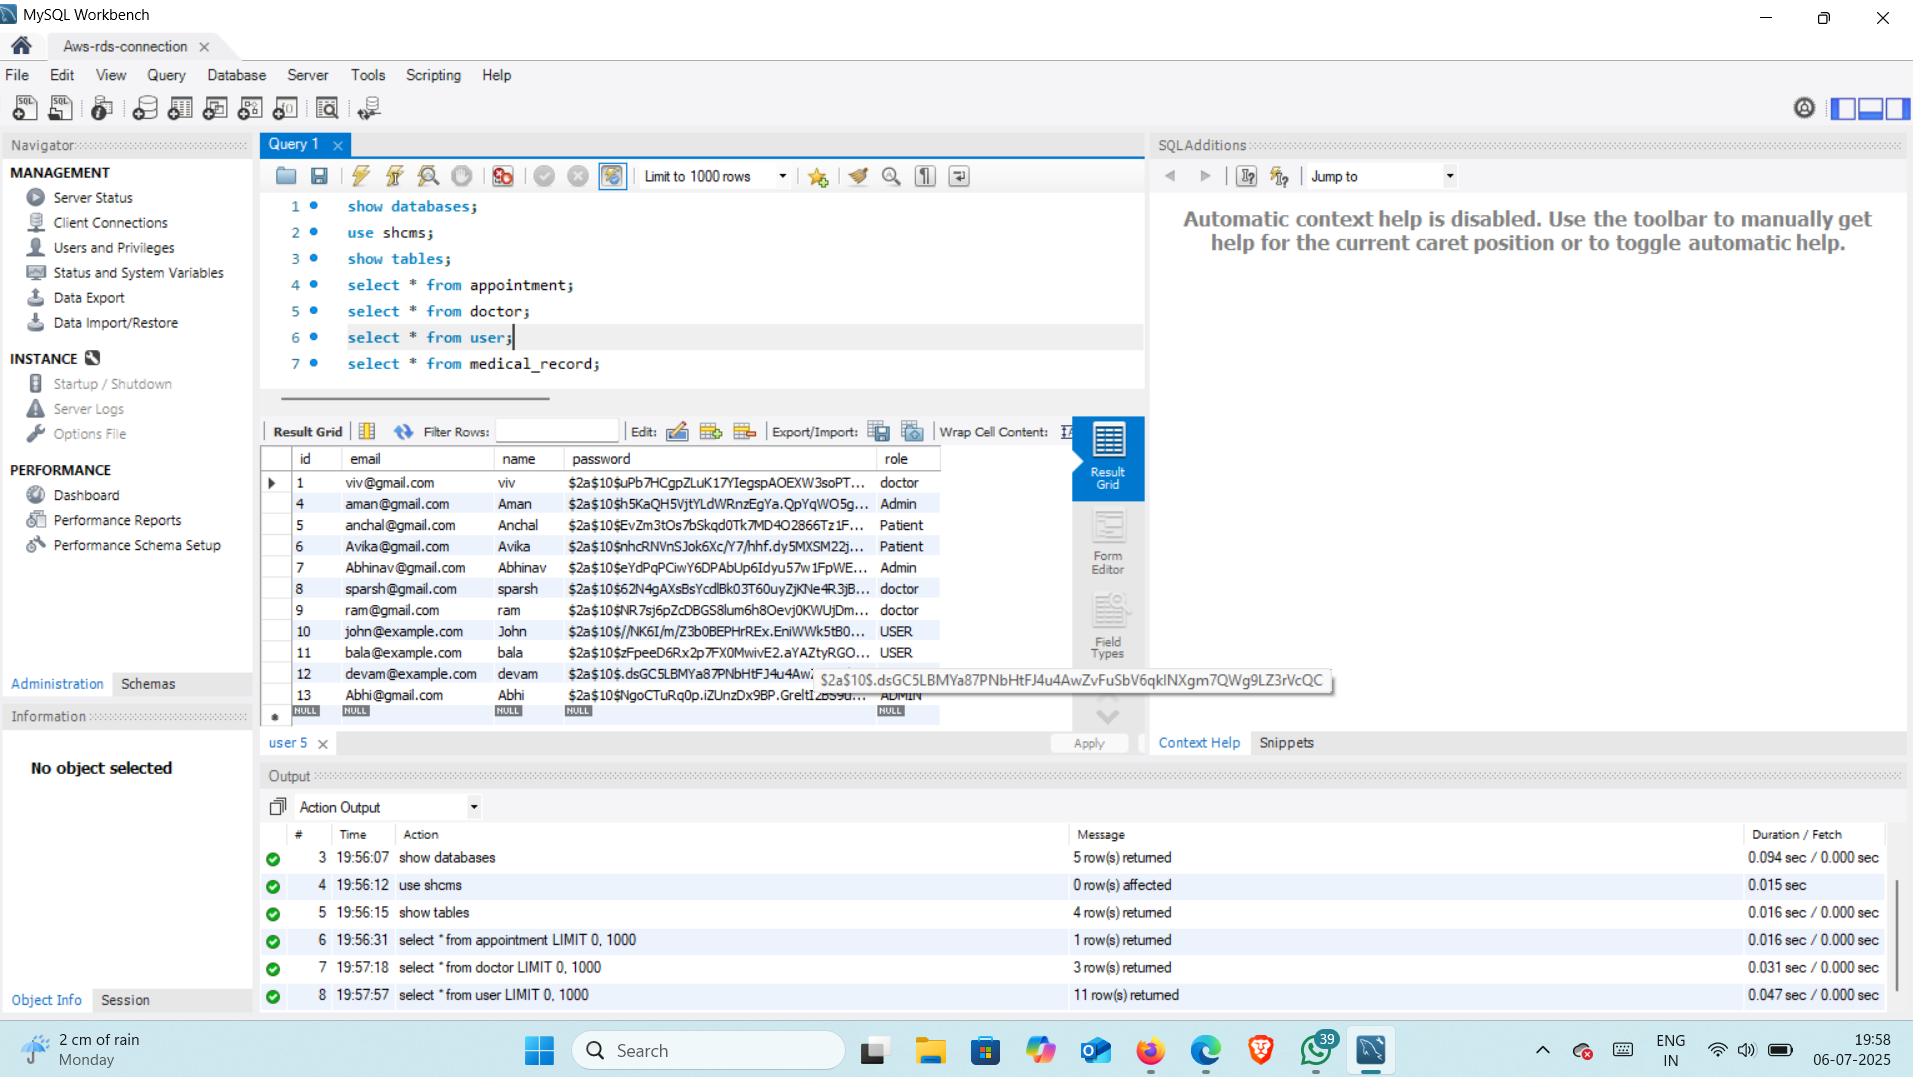 MySQL Workbench
Aws-rds-connection
File Edit View Query Database Server Tools Scripting Help
Navigator
MANAGEMENT
Server Status
Client Connections
Users and Privileges
Status and System Variables
Data Export
Data Import/Restore
INSTANCE
Startup / Shutdown
Server Logs
Options File
PERFORMANCE
Dashboard
Performance Reports
Performance Schema Setup
Administration Schemas
Information
No object selected
Object Info Session
Query 1
Limit to 1000 rows
1 show databases;
2 use shcms;
3 show tables;
4 select * from appointment;
5 select * from doctor;
6 select * from user;
7 select * from medical_record;
Result Grid Filter Rows: Edit: Export/Import: Wrap Cell Content:
id email name password role
1 viv@gmail.com viv $2a$10$uPb7HCgpZLuK17YIegspAOEXW3soPT... doctor
4 aman@gmail.com Aman $2a$10$h5KaQH5VjtYLdWRnzEgYa.QpYqWO5g... Admin
5 anchal@gmail.com Anchal $2a$10$EvZm3tOs7bSkqd0Tk7MD4O2866Tz1F... Patient
6 Avika@gmail.com Avika $2a$10$nhcRNVnSJok6Xc/Y7/hhf.dy5MXSM22j... Patient
7 Abhinav@gmail.com Abhinav $2a$10$eYdPqPCiwY6DPAbUp6Idyu57w1FpWE... Admin
8 sparsh@gmail.com sparsh $2a$10$62N4gAXsBsYcdlBk03T60uyZjKNe4R3jB... doctor
9 ram@gmail.com ram $2a$10$NR7sj6pZcDBGS8lum6h8Oevj0KWUjDm... doctor
10 john@example.com John $2a$10$//NK6I/m/Z3b0BEPHrREx.EniWWk5tB0... USER
11 bala@example.com bala $2a$10$zFpeeD6Rx2p7FX0MwivE2.aYAZtyRGO... USER
12 devam@example.com devam $2a$10$.dsGC5LBMYa87PNbHtFJ4u4Aw
$2a$10$.dsGC5LBMYa87PNbHtFJ4u4AwZvFuSbV6qklNXgm7QWg9LZ3rVcQC
13 Abhi@gmail.com Abhi $2a$10$NgoCTuRq0p.iZUnzDx9BP.GreltI2BS9u... ADMIN
NULL NULL NULL NULL NULL
Result Grid
Form Editor
Field Types
user 5
Apply
SQLAdditions
Jump to
Automatic context help is disabled. Use the toolbar to manually get
help for the current caret position or to toggle automatic help.
Context Help Snippets
Output
Action Output
# Time Action Message Duration / Fetch
3 19:56:07 show databases 5 row(s) returned 0.094 sec / 0.000 sec
4 19:56:12 use shcms 0 row(s) affected 0.015 sec
5 19:56:15 show tables 4 row(s) returned 0.016 sec / 0.000 sec
6 19:56:31 select * from appointment LIMIT 0, 1000 1 row(s) returned 0.016 sec / 0.000 sec
7 19:57:18 select * from doctor LIMIT 0, 1000 3 row(s) returned 0.031 sec / 0.000 sec
8 19:57:57 select * from user LIMIT 0, 1000 11 row(s) returned 0.047 sec / 0.000 sec
2 cm of rain
Monday
Search
39
ENG
IN
19:58
06-07-2025